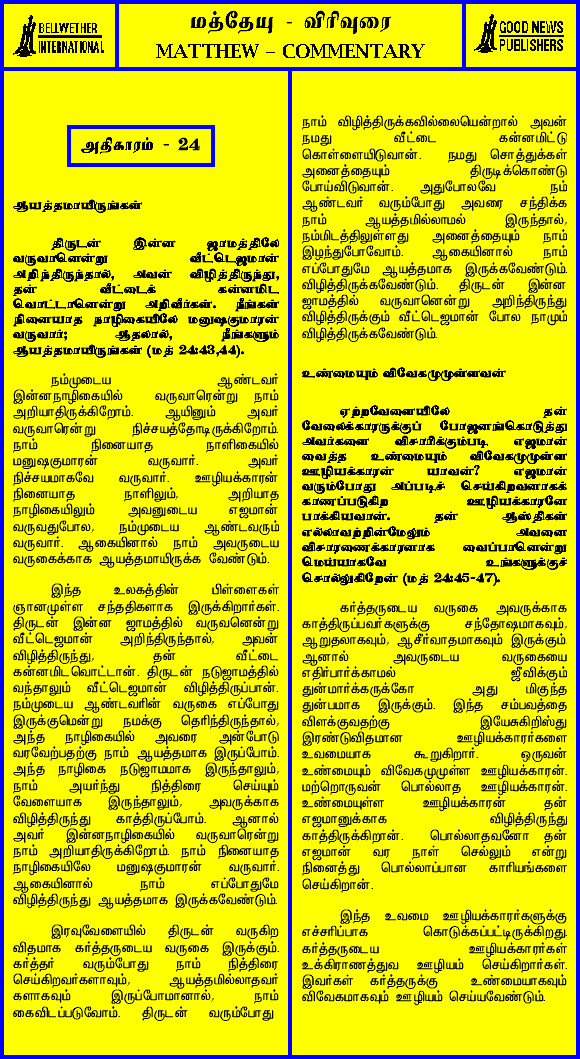 BELLWETHER
INTERNATIONAL
மத்தேயு - விரிவுரை
MATTHEW – COMMENTARY
GOOD NEWS
PUBLISHERS
அதிகாரம் - 24
ஆயத்தமாயிருங்கள்
திருடன் இன்ன ஜாமத்திலே
வருவானென்று வீட்டெஜமான்
அறிந்திருந்தால், அவன் விழித்திருந்து,
தன் வீட்டைக் கன்னமிட
வொட்டானென்று அறிவீர்கள். நீங்கள்
நினையாத நாழிகையிலே மனுஷகுமாரன்
வருவார்; ஆதலால், நீங்களும்
ஆயத்தமாயிருங்கள் (மத் 24:43,44).
நம்முடைய ஆண்டவர்
இன்னநாழிகையில் வருவாரென்று நாம்
அறியாதிருக்கிறோம். ஆயினும் அவர்
வருவாரென்று நிச்சயத்தோடிருக்கிறோம்.
நாம் நினையாத நாளிகையில்
மனுஷகுமாரன் வருவார். அவர்
நிச்சயமாகவே வருவார். ஊழியக்காரன்
நினையாத நாளிலும், அறியாத
நாழிகையிலும் அவனுடைய எஜமான்
வருவதுபோல, நம்முடைய ஆண்டவரும்
வருவார். ஆகையினால் நாம் அவருடைய
வருகைக்காக ஆயத்தமாயிருக்க வேண்டும்.
இந்த உலகத்தின் பிள்ளைகள்
ஞானமுள்ள சந்ததிகளாக இருக்கிறார்கள்.
திருடன் இன்ன ஜாமத்தில் வருவனென்று
வீட்டெஜமான் அறிந்திருந்தால், அவன்
விழித்திருந்து, தன் வீட்டை
கன்னமிடவொட்டான். திருடன் நடுஜாமத்தில்
வந்தாலும் வீட்டெஜமான் விழித்திருப்பான்.
நம்முடைய ஆண்டவரின் வருகை எப்போது
இருக்குமென்று நமக்கு தெரிந்திருந்தால்,
அந்த நாழிகையில் அவரை அன்போடு
வரவேற்பதற்கு நாம் ஆயத்தமாக இருப்போம்.
அந்த நாழிகை நடுஜாமமாக இருந்தாலும்,
நாம் அயர்ந்து நித்திரை செய்யும்
வேளையாக இருந்தாலும், அவருக்காக
விழித்திருந்து காத்திருப்போம். ஆனால்
அவர் இன்னநாழிகையில் வருவாரென்று
நாம் அறியாதிருக்கிறோம். நாம் நினையாத
நாழிகையிலே மனுஷகுமாரன் வருவார்.
ஆகையினால் நாம் எப்போதுமே
விழித்திருந்து ஆயத்தமாக இருக்கவேண்டும்.
இரவுவேளையில் திருடன் வருகிற
விதமாக கர்த்தருடைய வருகை இருக்கும்.
கர்த்தர் வரும்போது நாம் நித்திரை
செய்கிறவர்களாவும், ஆயத்தமில்லாதவர்
களாகவும் இருப்போமானால், நாம்
கைவிடப்படுவோம். திருடன் வரும்போது
நாம் விழித்திருக்கவில்லையென்றால் அவன்
நமது வீட்டை கன்னமிட்டு
கொள்ளையிடுவான். நமது சொத்துக்கள்
அனைத்தையும் திருடிக்கொண்டு
போய்விடுவான். அதுபோலவே நம்
ஆண்டவர் வரும்போது அவரை சந்திக்க
நாம் ஆயத்தமில்லாமல் இருந்தால்,
நம்மிடத்திலுள்ளது அனைத்தையும் நாம்
இழந்துபோவோம். ஆகையினால் நாம்
எப்போதுமே ஆயத்தமாக இருக்கவேண்டும்.
விழித்திருக்கவேண்டும். திருடன் இன்ன
ஜாமத்தில் வருவானென்று அறிந்திருந்து
விழித்திருக்கும் வீட்டெஜமான் போல நாமும்
விழித்திருக்கவேண்டும்.
உண்மையும் விவேகமுமுள்ளவன்
ஏற்றவேளையிலே தன்
வேலைக்காரருக்குப் போஜனங்கொடுத்து
அவர்களை விசாரிக்கும்படி எஜமான்
வைத்த உண்மையும் விவேகமுமுள்ள
ஊழியக்காரன் யாவன்? எஜமான்
வரும்போது அப்படிச் செய்கிறவனாகக்
காணப்படுகிற ஊழியக்காரனே
பாக்கியவான். தன் ஆஸ்திகள்
எல்லாவற்றின்மேலும் அவனை
விசாரணைக்காரனாக வைப்பானென்று
மெய்யாகவே உங்களுக்குச்
சொல்லுகிறேன் (மத் 24:45-47).
கர்த்தருடைய வருகை அவருக்காக
காத்திருப்பவர்களுக்கு சந்தோஷமாகவும்,
ஆறுதலாகவும், ஆசீர்வாதமாகவும் இருக்கும்
ஆனால் அவருடைய வருகையை
எதிர்பார்க்காமல் ஜீவிக்கும்
துன்மார்க்கருக்கோ அது மிகுந்த
துன்பமாக இருக்கும். இந்த சம்பவத்தை
விளக்குவதற்கு இயேசுகிறிஸ்து
இரண்டுவிதமான ஊழியக்காரர்களை
உவமையாக கூறுகிறார். ஒருவன்
உண்மையும் விவேகமுமுள்ள ஊழியக்காரன்.
மற்றொருவன் பொல்லாத ஊழியக்காரன்.
உண்மையுள்ள ஊழியக்காரன் தன்
எஜமானுக்காக விழித்திருந்து
காத்திருக்கிறான். பொல்லாதவனோ தன்
எஜமான் வர நாள் செல்லும் என்று
நினைத்து பொல்லாப்பான காரியங்களை
செய்கிறான்.
இந்த உவமை ஊழியக்காரர்களுக்கு
எச்சரிப்பாக கொடுக்கப்பட்டிருக்கிறது.
கர்த்தருடைய ஊழியக்காரர்கள்
உக்கிராணத்துவ ஊழியம் செய்கிறார்கள்.
இவர்கள் கர்த்தருக்கு உண்மையாகவும்
விவேகமாகவும் ஊழியம் செய்யவேண்டும்.